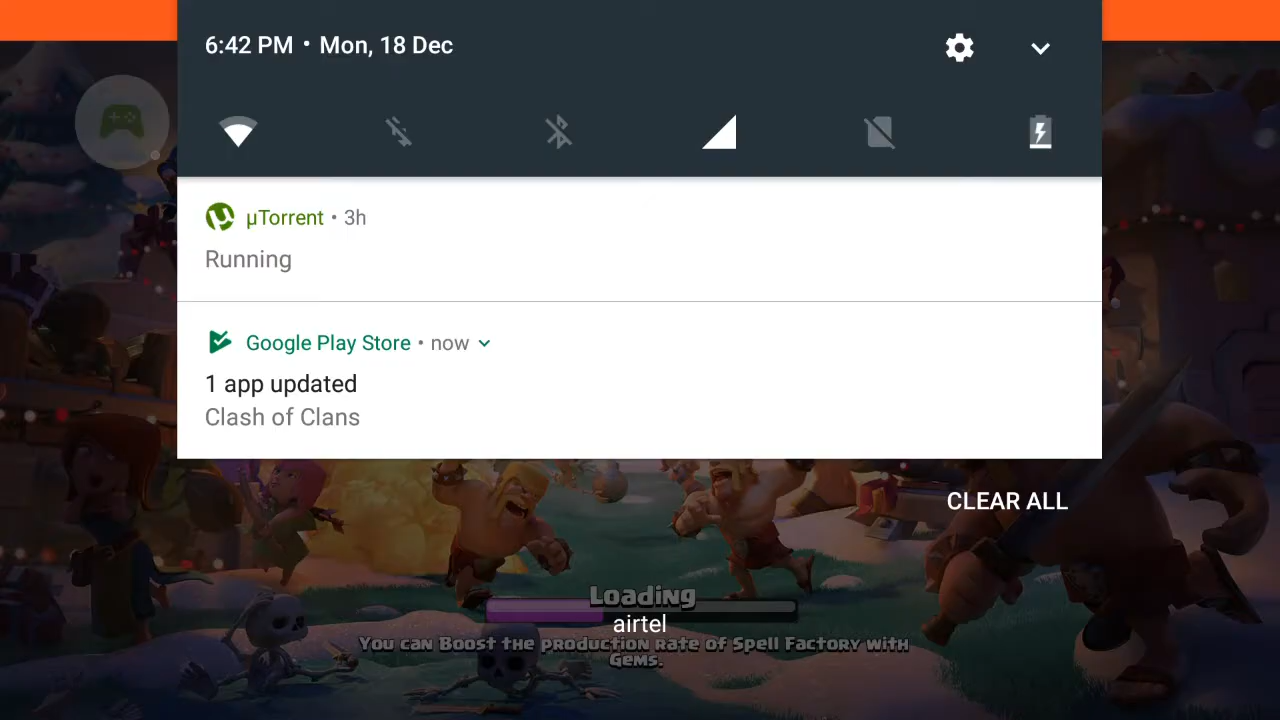 6:42 PM • Mon, 18 Dec
µTorrent • 3h
Running
Google Play Store • now
1 app updated
Clash of Clans
CLEAR ALL
Loading
airtel
You can Boost the production rate of Spell Factory with
Gems.